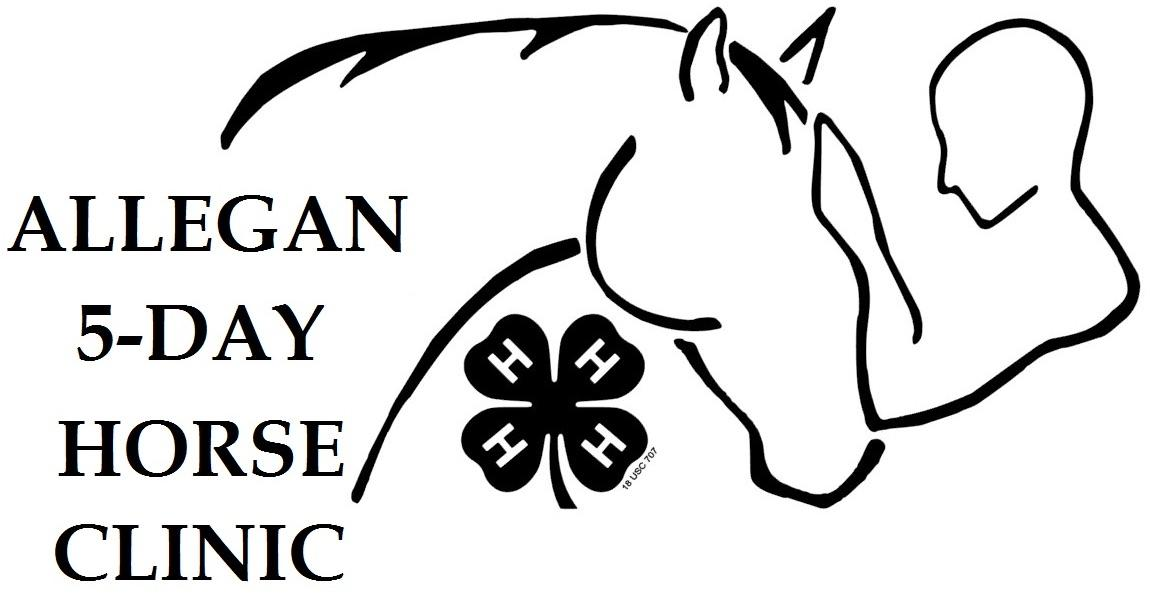 ALLEGAN
5-DAY
HORSE
CLINIC
H H
H H
18 USC 707